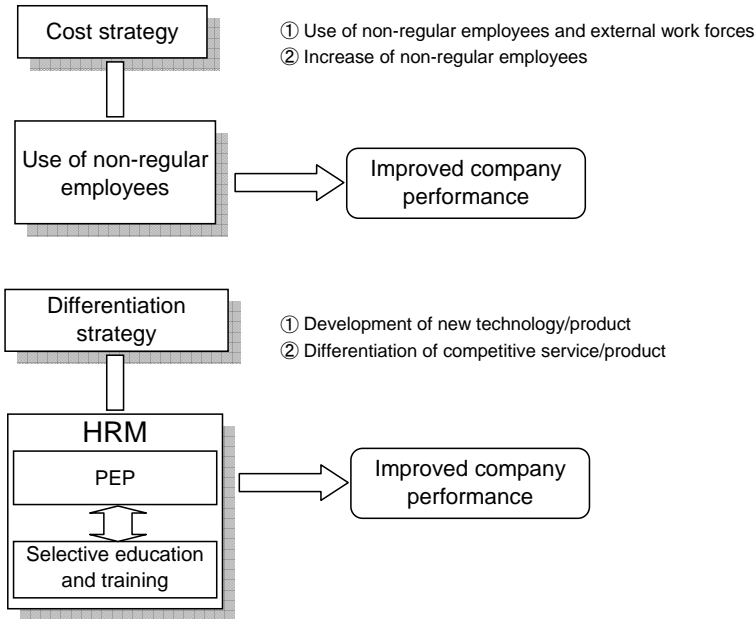 Cost strategy
① Use of non-regular employees and external work forces
② Increase of non-regular employees
Use of non-regular
employees
Improved company
performance
Differentiation
strategy
① Development of new technology/product
② Differentiation of competitive service/product
HRM
PEP
Selective education
and training
Improved company
performance